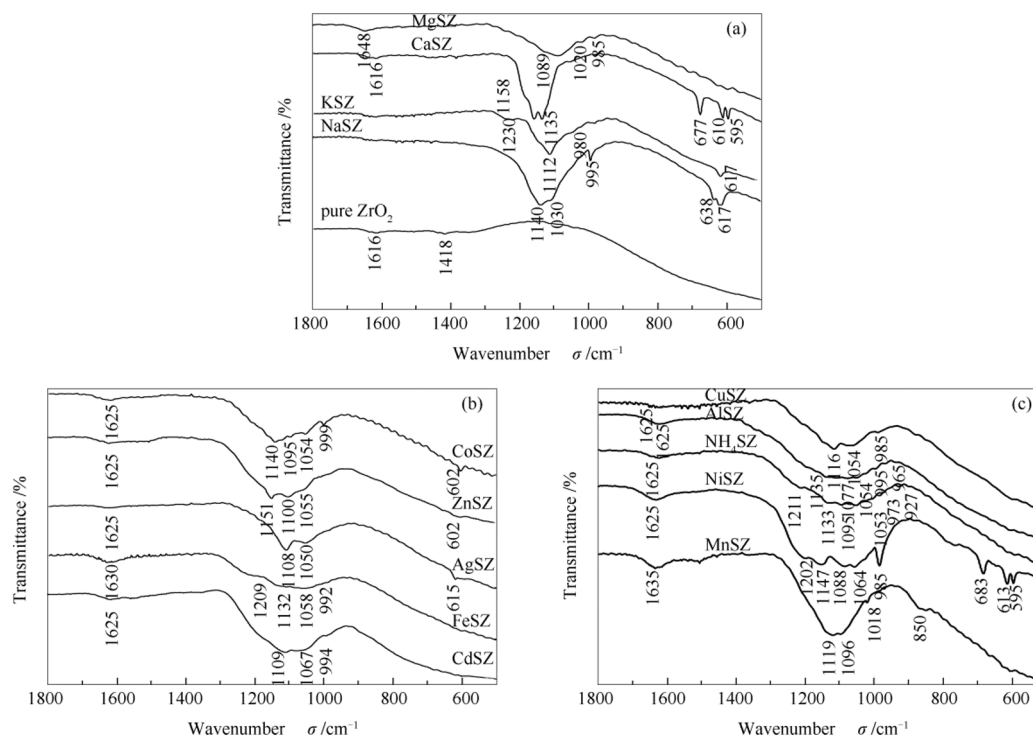 (a)
MgSZ
1648
CaSZ
1616
1089
1020
985
1158
1135
677
610
595
KSZ
1230
NaSZ
1112
980
995
617
1140
1030
638
617
pure ZrO₂
1616
1418
Transmittance /%
1800 1600 1200 1000 800 600
Wavenumber σ /cm⁻¹
(b)
1625
1140
1095
1054
999
CoSZ
602
1625
1151
1100
1055
ZnSZ
602
1625
1108
1050
AgSZ
615
1630
1209
1132
1058
992
FeSZ
1625
1109
1067
994
CdSZ
Transmittance /%
1800 1600 1200 1000 800 600
Wavenumber σ /cm⁻¹
(c)
CuSZ
1625
AlSZ
1625
1116
1054
985
NH₄SZ
1625
1135
1077
1054
995
965
NiSZ
1625
1211
1133
1095
1053
973
927
MnSZ
1635
1202
1147
1088
1064
985
683
613
595
1119
1096
1018
850
Transmittance /%
1800 1600 1200 1000 800 600
Wavenumber σ /cm⁻¹